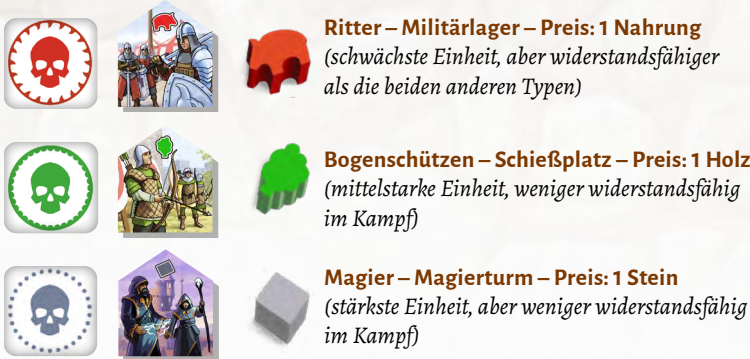 Ritter – Militärlager – Preis: 1 Nahrung
(schwächste Einheit, aber widerstandsfähiger
als die beiden anderen Typen)
Bogenschützen – Schießplatz – Preis: 1 Holz
(mittelstarke Einheit, weniger widerstandsfähig
im Kampf)
Magier – Magierturm – Preis: 1 Stein
(stärkste Einheit, aber weniger widerstandsfähig
im Kampf)